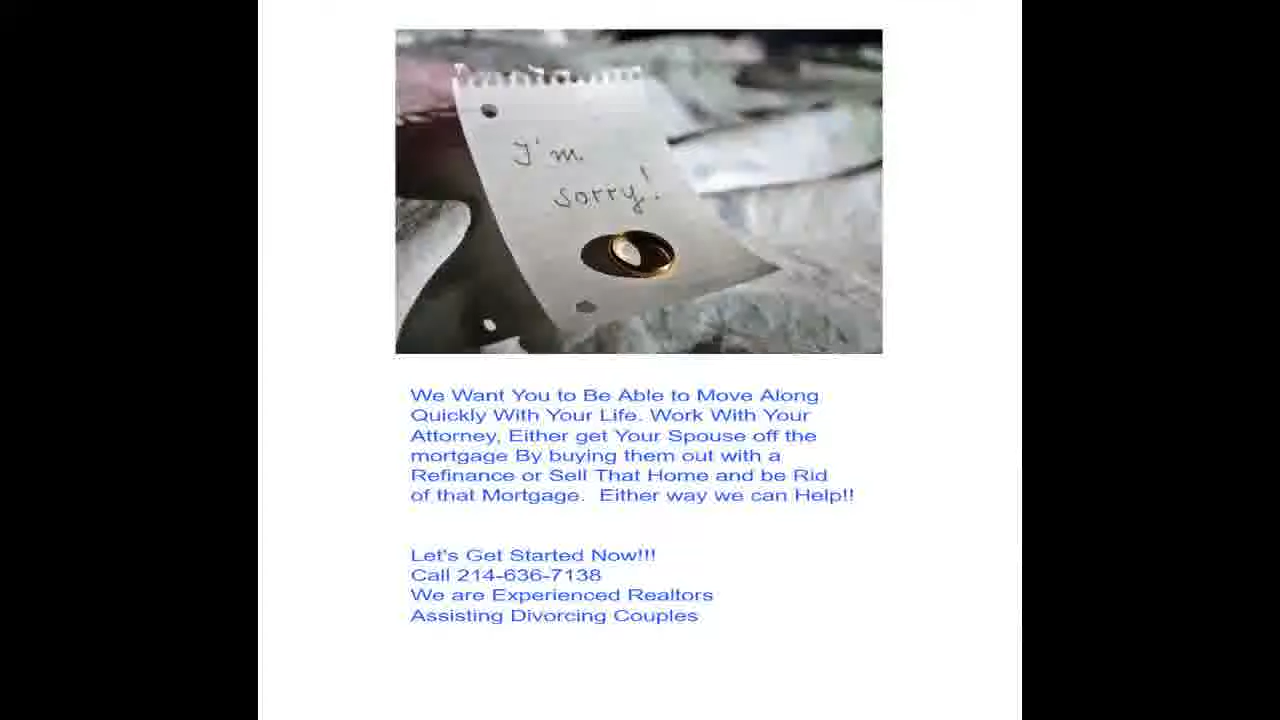 I'm
sorry!
We Want You to Be Able to Move Along
Quickly With Your Life. Work With Your
Attorney, Either get Your Spouse off the
mortgage By buying them out with a
Refinance or Sell That Home and be Rid
of that Mortgage.  Either way we can Help!!
Let's Get Started Now!!!
Call 214-636-7138
We are Experienced Realtors
Assisting Divorcing Couples